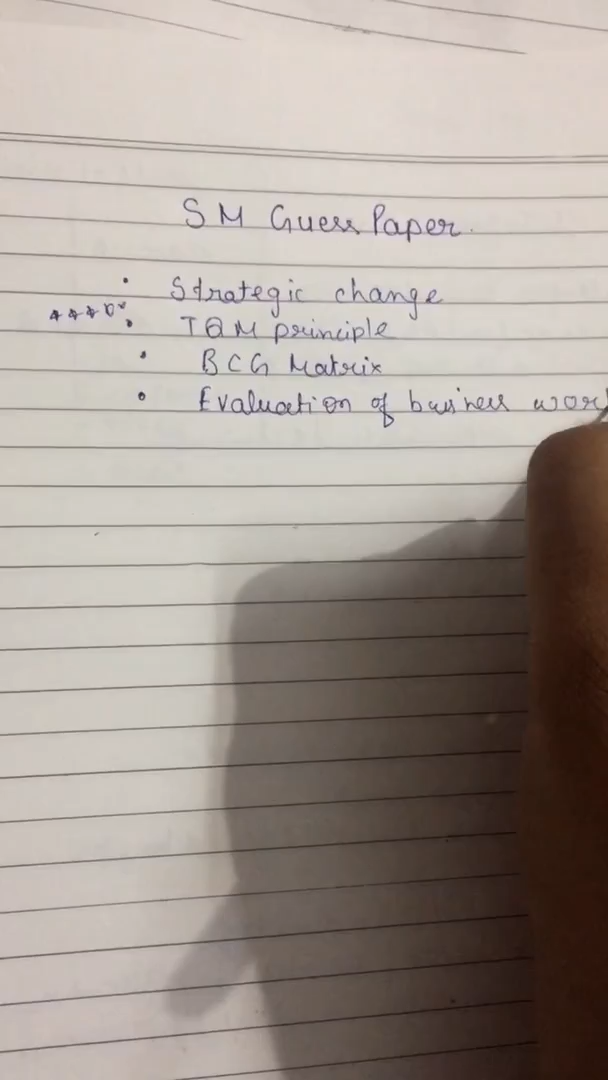 SM Guess Paper.
• Strategic change
• TQM principle
• BCG Matrix
• Evaluation of business wor